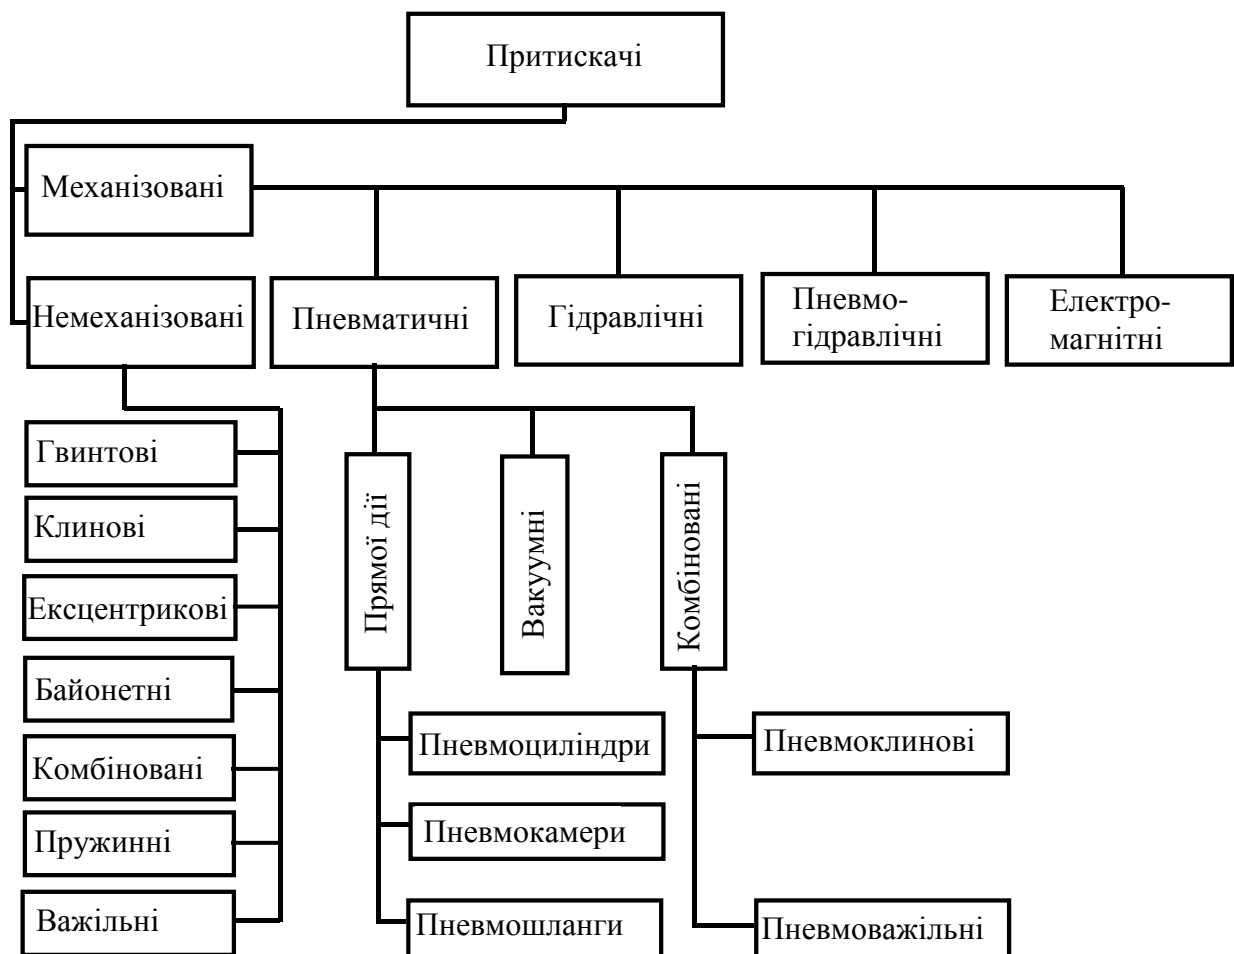 Притискачі
Механізовані
Немеханізовані
Пневматичні
Гідравлічні
Пневмо-
гідравлічні
Електро-
магнітні
Гвинтові
Клинові
Ексцентрикові
Байонетні
Комбіновані
Пружинні
Важільні
Прямої дії
Вакуумні
Комбіновані
Пневмоциліндри
Пневмокамери
Пневмошланги
Пневмоклинові
Пневмоважільні